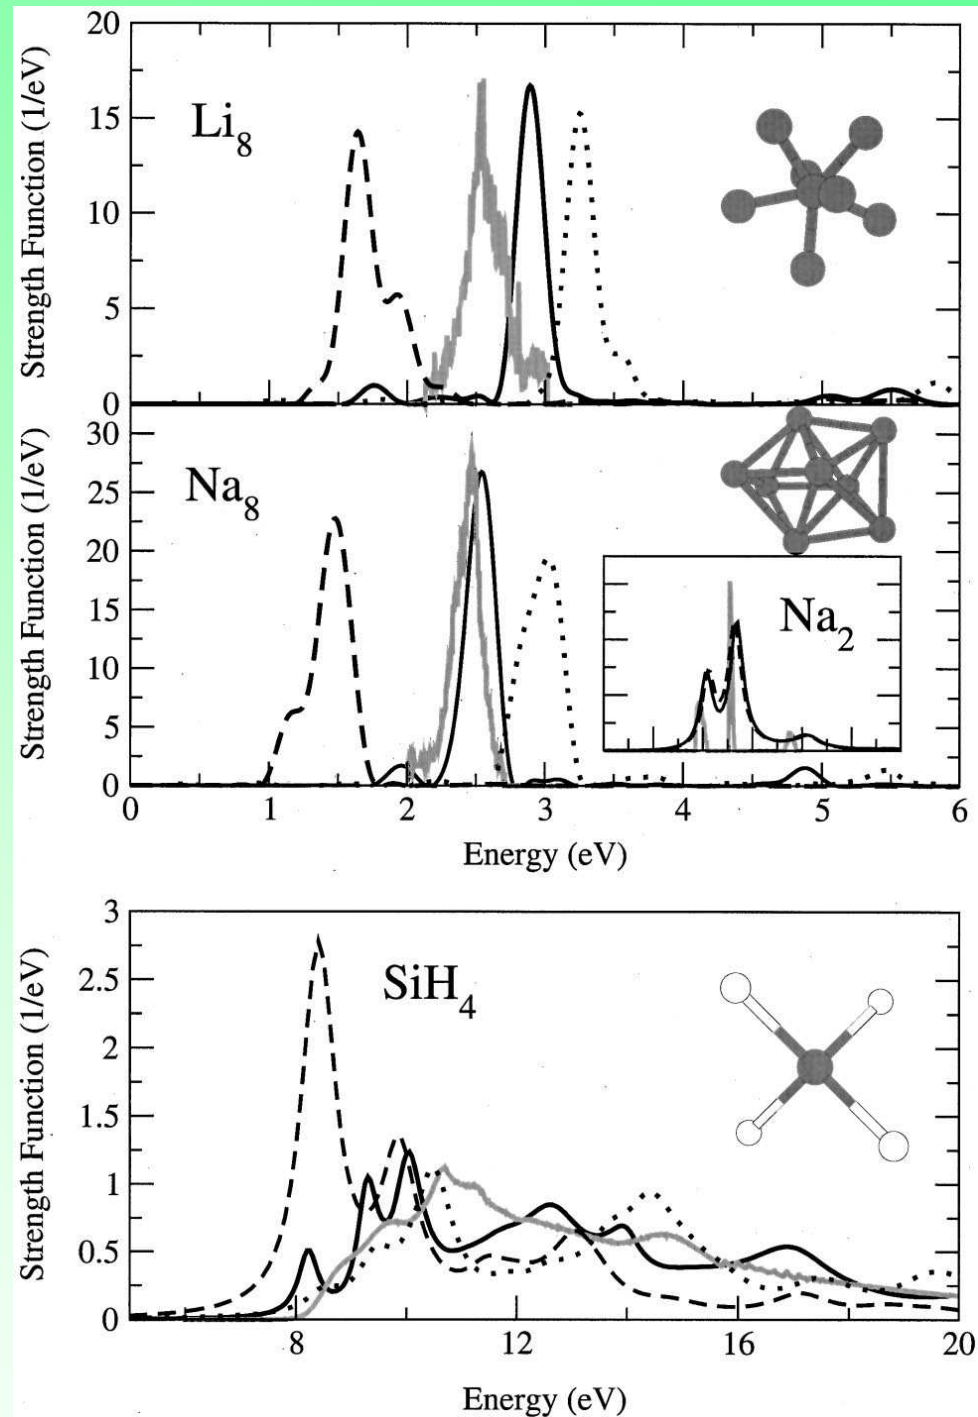 Strength Function (1/eV)
20
15
10
5
0
Li8
Strength Function (1/eV)
30
25
20
15
10
5
0
Na8
Na2
0 1 2 3 4 5 6
Energy (eV)
Strength Function (1/eV)
3
2.5
2
1.5
1
0.5
0
SiH4
8 12 16 20
Energy (eV)